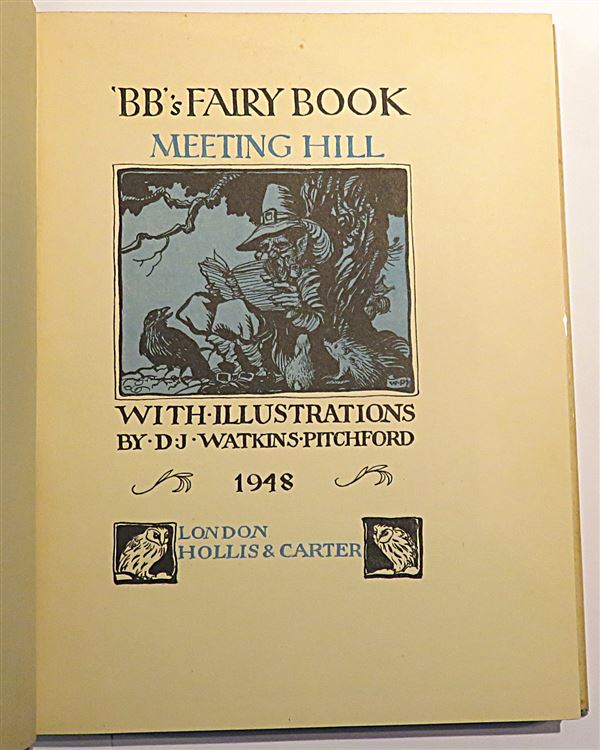 'BB's FAIRY BOOK
MEETING HILL
W·P
WITH·ILLUSTRATIONS
BY·D·J·WATKINS·PITCHFORD
1948
LONDON
HOLLIS & CARTER